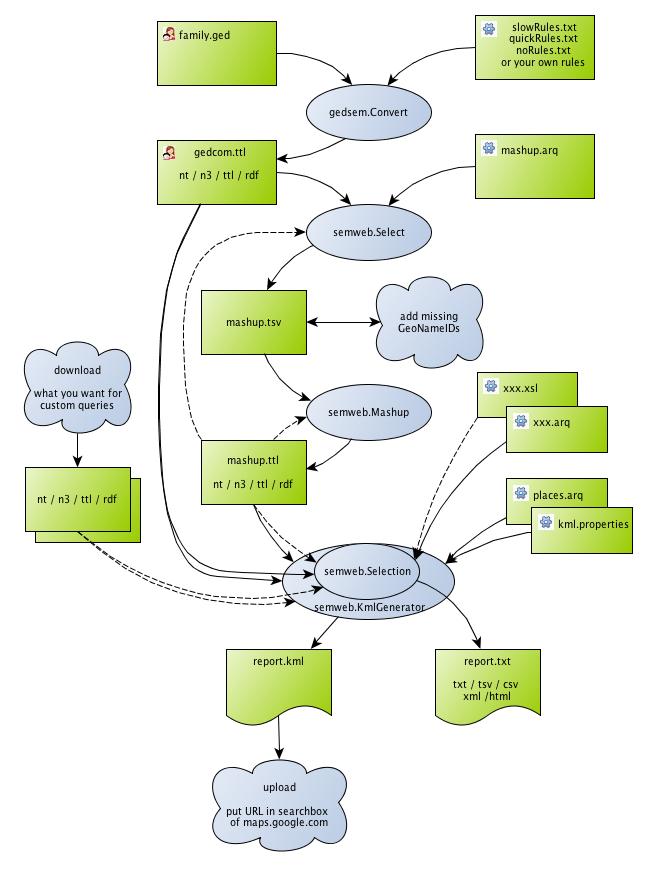 family.ged
slowRules.txt
quickRules.txt
noRules.txt
or your own rules
gedsem.Convert
gedcom.ttl
nt / n3 / ttl / rdf
mashup.arq
semweb.Select
mashup.tsv
add missing
GeoNameIDs
download
what you want for
custom queries
xxx.xsl
xxx.arq
semweb.Mashup
mashup.ttl
nt / n3 / ttl / rdf
nt / n3 / ttl / rdf
places.arq
kml.properties
semweb.Selection
semweb.KmlGenerator
report.kml
report.txt
txt / tsv / csv
xml /html
upload
put URL in searchbox
of maps.google.com